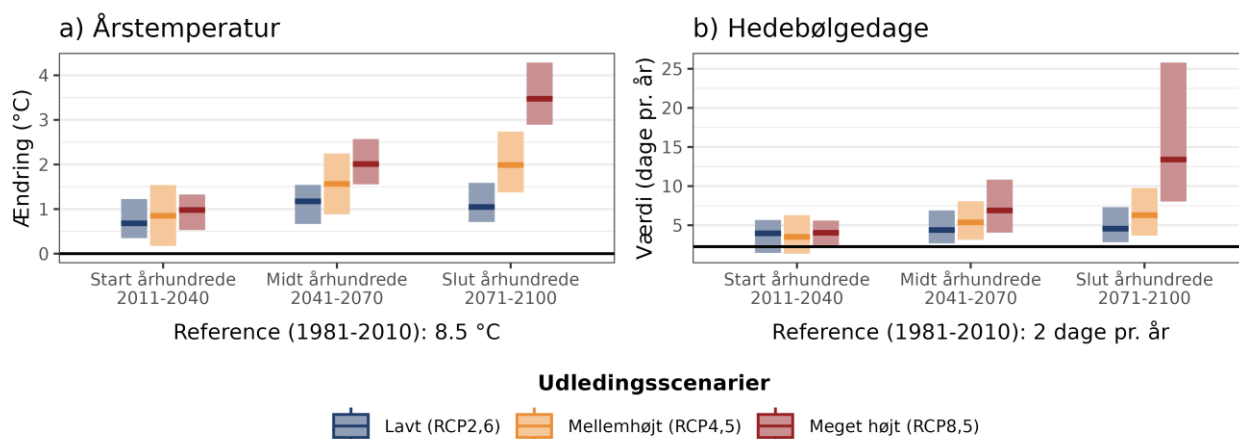 a) Årstemperatur
Ændring (°C)
4
3
2
1
0
Start århundrede
2011-2040
Midt århundrede
2041-2070
Slut århundrede
2071-2100
Reference (1981-2010): 8.5 °C
b) Hedebølgedage
Værdi (dage pr. år)
25
20
15
10
5
Start århundrede
2011-2040
Midt århundrede
2041-2070
Slut århundrede
2071-2100
Reference (1981-2010): 2 dage pr. år
Udledingsscenarier
Lavt (RCP2,6)
Mellemhøjt (RCP4,5)
Meget højt (RCP8,5)